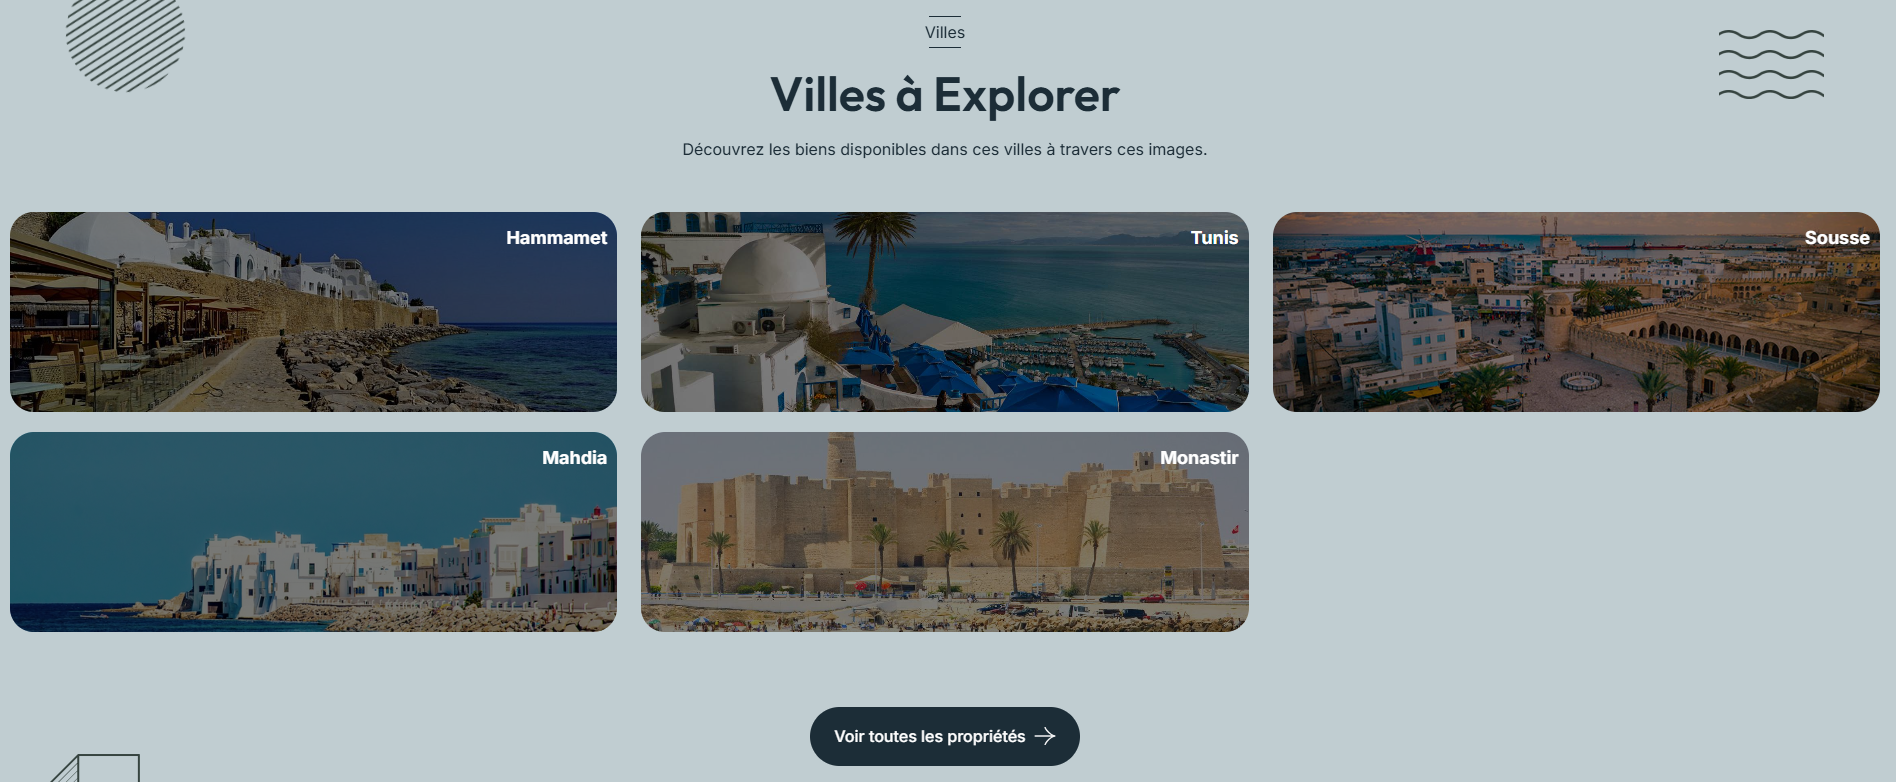 Villes
Villes à Explorer
Découvrez les biens disponibles dans ces villes à travers ces images.
Hammamet
Tunis
Sousse
Mahdia
Monastir
Voir toutes les propriétés